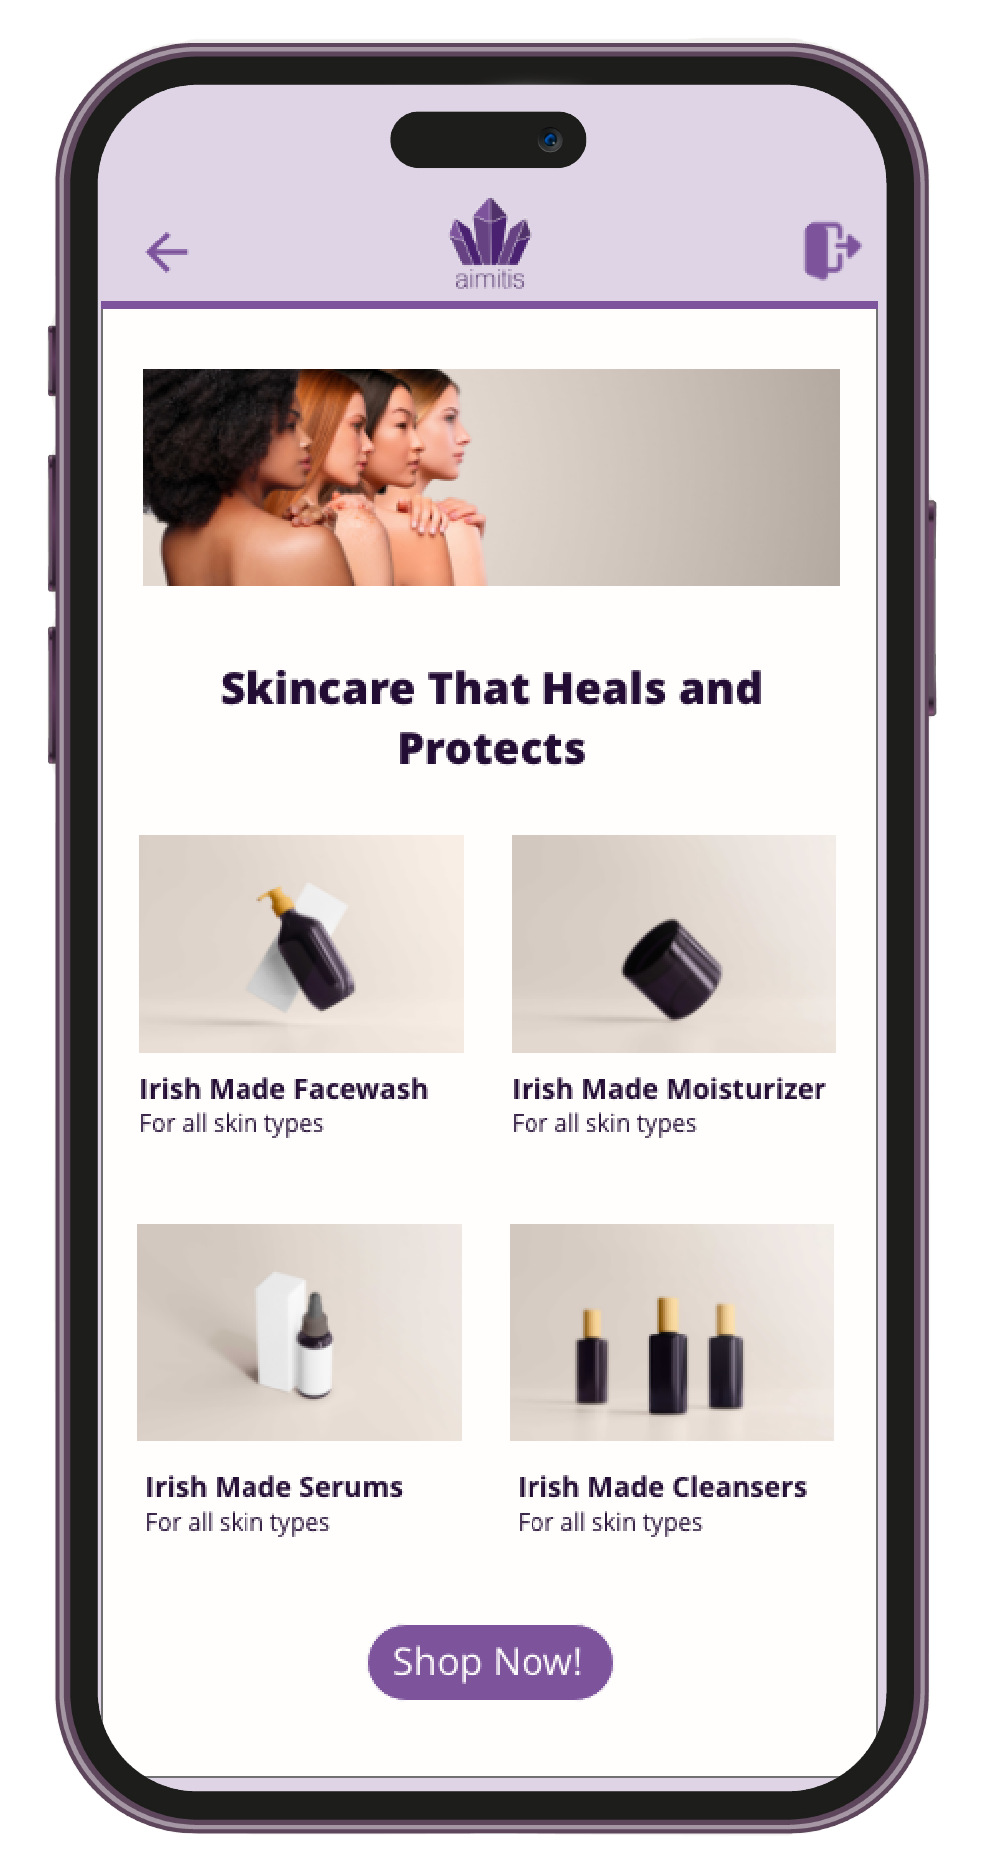 aimitis
Skincare That Heals and
Protects
Irish Made Facewash
For all skin types
Irish Made Moisturizer
For all skin types
Irish Made Serums
For all skin types
Irish Made Cleansers
For all skin types
Shop Now!